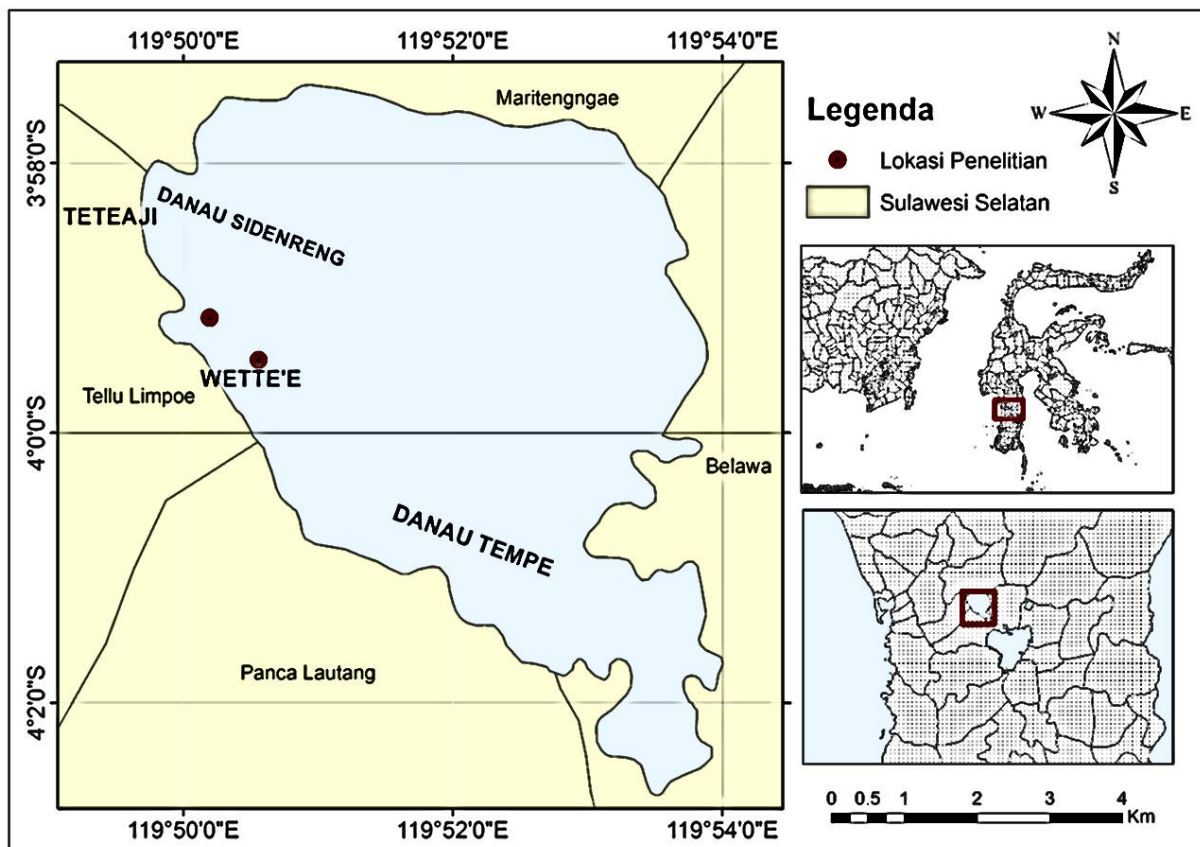 119°50'0"E
119°52'0"E
119°54'0"E
3°58'0"S
4°0'0"S
4°2'0"S
Maritengngae
TETEAJI
DANAU SIDENRENG
WETTE'E
Tellu Limpoe
Belawa
DANAU TEMPE
Panca Lautang
119°50'0"E
119°52'0"E
119°54'0"E
N
W
E
S
Legenda
Lokasi Penelitian
Sulawesi Selatan
0 0.5 1 2 3 4
Km